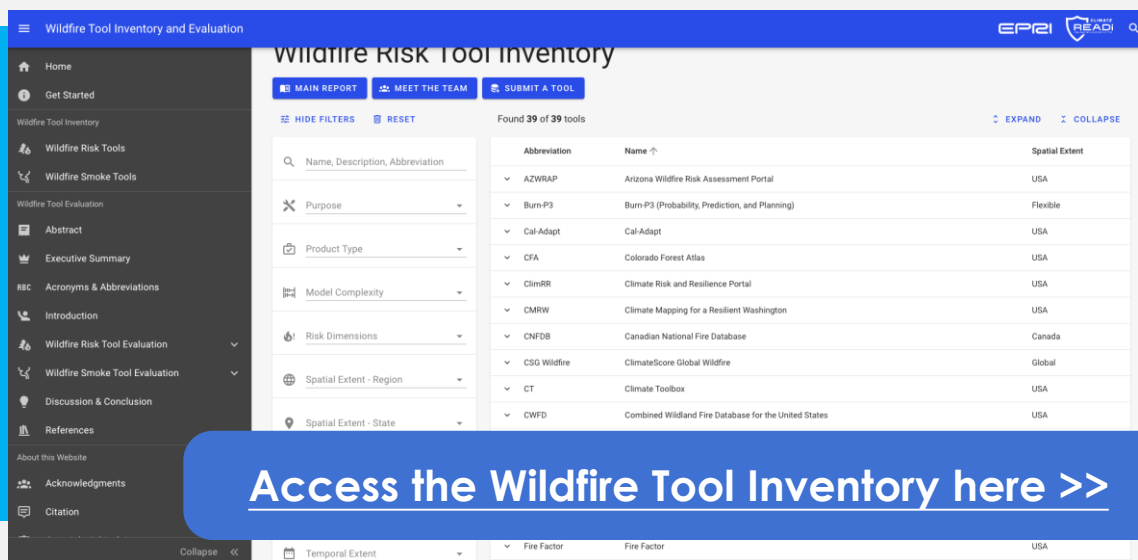 Wildfire Tool Inventory and Evaluation
EPRI
CLIMATE
READi
Home
Get Started
Wildfire Tool Inventory
Wildfire Risk Tools
Wildfire Smoke Tools
Wildfire Tool Evaluation
Abstract
Executive Summary
ABC Acronyms & Abbreviations
Introduction
Wildfire Risk Tool Evaluation
Wildfire Smoke Tool Evaluation
Discussion & Conclusion
References
About this Website
Acknowledgments
Citation
Collapse
Wildfire Risk Tool Inventory
MAIN REPORT MEET THE TEAM SUBMIT A TOOL
HIDE FILTERS RESET Found 39 of 39 tools EXPAND COLLAPSE
Name, Description, Abbreviation
Purpose
Product Type
Model Complexity
Risk Dimensions
Spatial Extent - Region
Spatial Extent - State
Temporal Extent
Abbreviation Name Spatial Extent
AZWRAP Arizona Wildfire Risk Assessment Portal USA
Burn-P3 Burn-P3 (Probability, Prediction, and Planning) Flexible
Cal-Adapt Cal-Adapt USA
CFA Colorado Forest Atlas USA
ClimRR Climate Risk and Resilience Portal USA
CMRW Climate Mapping for a Resilient Washington USA
CNFDB Canadian National Fire Database Canada
CSG Wildfire ClimateScore Global Wildfire Global
CT Climate Toolbox USA
CWFD Combined Wildland Fire Database for the United States USA
Fire Factor Fire Factor USA
Access the Wildfire Tool Inventory here >>